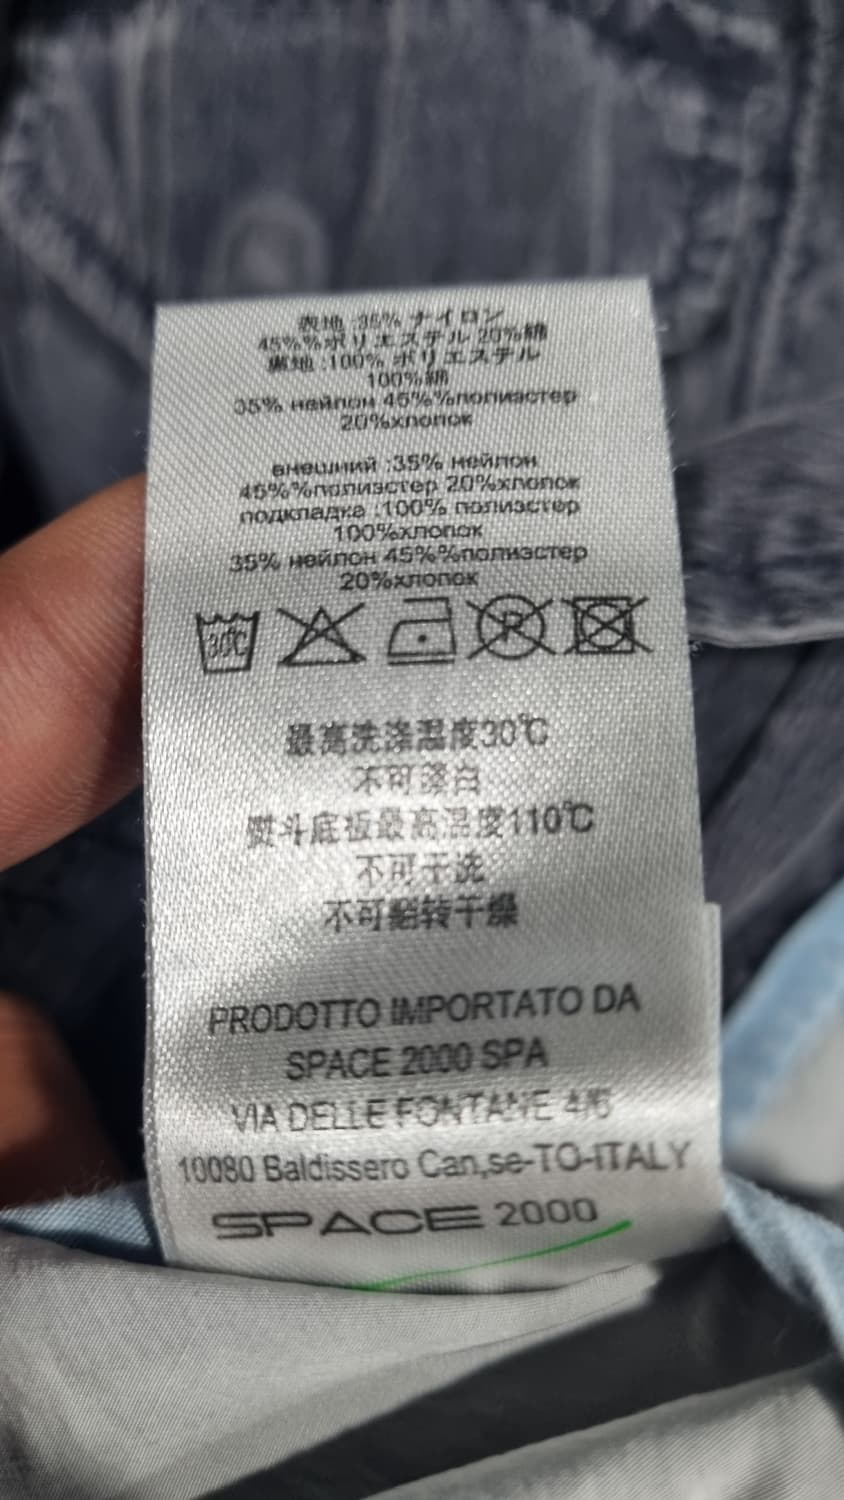 表地 :35% ナイロン
45%%ポリエステル 20%綿
裏地 :100% ポリエステル
100%綿
35% нейлон 45%%полиэстер
20%хлопок
внешний :35% нейлон
45%%полиэстер 20%хлопок
подкладка :100% полиэстер
100%хлопок
35% нейлон 45%%полиэстер
20%хлопок
30℃ P
最高洗涤温度30℃
不可漂白
熨斗底板最高温度110℃
不可干洗
不可翻转干燥
PRODOTTO IMPORTATO DA
SPACE 2000 SPA
VIA DELLE FONTANE 4/6
10080 Baldissero Can,se-TO-ITALY
SPACE 2000